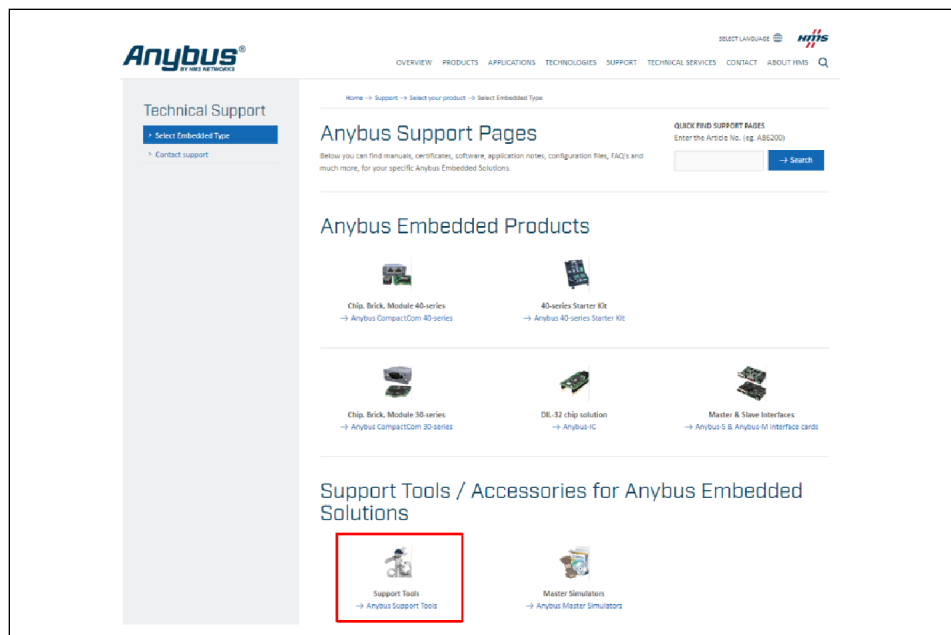 SELECT LANGUAGE
HMS
Anybus®
BY HMS NETWORKS
OVERVIEW PRODUCTS APPLICATIONS TECHNOLOGIES SUPPORT TECHNICAL SERVICES CONTACT ABOUT HMS
Technical Support
> Select Embedded Type
> Contact support
Home → Support → Select your product → Select Embedded Type
Anybus Support Pages
Below you can find manuals, certificates, software, application notes, configuration files, FAQ's and
much more, for your specific Anybus Embedded Solutions.
QUICK FIND SUPPORT PAGES
Enter the Article No. (eg. AB6200)
→ Search
Anybus Embedded Products
Chip, Brick, Module 40-series
→ Anybus CompactCom 40-series
40-series Starter Kit
→ Anybus 40-series Starter Kit
Chip, Brick, Module 30-series
→ Anybus CompactCom 30-series
DIL-32 chip solution
→ Anybus-IC
Master & Slave Interfaces
→ Anybus-S & Anybus-M interface cards
Support Tools / Accessories for Anybus Embedded
Solutions
Support Tools
→ Anybus Support Tools
Master Simulators
→ Anybus Master Simulators